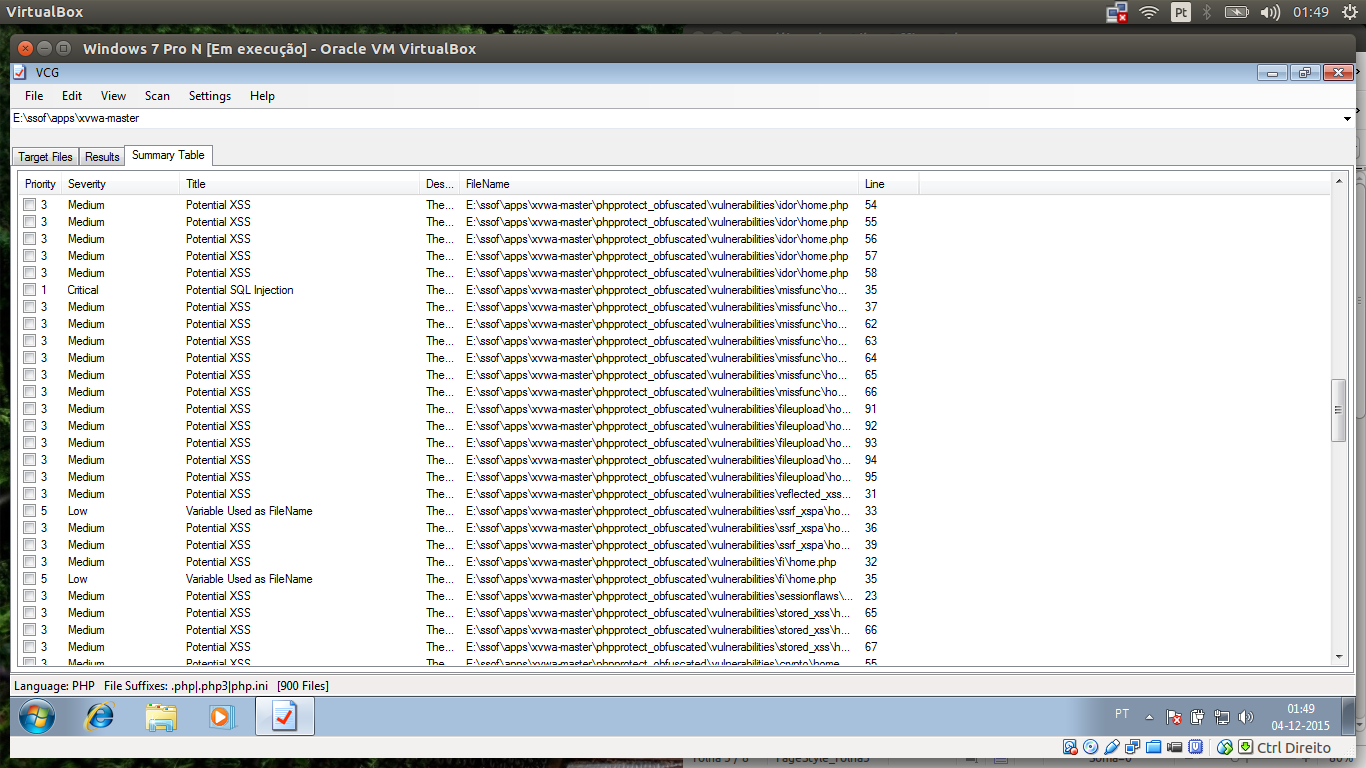 VirtualBox
Pt
01:49
Windows 7 Pro N [Em execução] - Oracle VM VirtualBox
VCG
File Edit View Scan Settings Help
E:\ssof\apps\xvwa-master
Target Files Results Summary Table
Priority Severity Title Des... FileName Line
3 Medium Potential XSS The... E:\ssof\apps\xvwa-master\phpprotect_obfuscated\vulnerabilities\idor\home.php 54
3 Medium Potential XSS The... E:\ssof\apps\xvwa-master\phpprotect_obfuscated\vulnerabilities\idor\home.php 55
3 Medium Potential XSS The... E:\ssof\apps\xvwa-master\phpprotect_obfuscated\vulnerabilities\idor\home.php 56
3 Medium Potential XSS The... E:\ssof\apps\xvwa-master\phpprotect_obfuscated\vulnerabilities\idor\home.php 57
3 Medium Potential XSS The... E:\ssof\apps\xvwa-master\phpprotect_obfuscated\vulnerabilities\idor\home.php 58
1 Critical Potential SQL Injection The... E:\ssof\apps\xvwa-master\phpprotect_obfuscated\vulnerabilities\missfunc\ho... 35
3 Medium Potential XSS The... E:\ssof\apps\xvwa-master\phpprotect_obfuscated\vulnerabilities\missfunc\ho... 37
3 Medium Potential XSS The... E:\ssof\apps\xvwa-master\phpprotect_obfuscated\vulnerabilities\missfunc\ho... 62
3 Medium Potential XSS The... E:\ssof\apps\xvwa-master\phpprotect_obfuscated\vulnerabilities\missfunc\ho... 63
3 Medium Potential XSS The... E:\ssof\apps\xvwa-master\phpprotect_obfuscated\vulnerabilities\missfunc\ho... 64
3 Medium Potential XSS The... E:\ssof\apps\xvwa-master\phpprotect_obfuscated\vulnerabilities\missfunc\ho... 65
3 Medium Potential XSS The... E:\ssof\apps\xvwa-master\phpprotect_obfuscated\vulnerabilities\missfunc\ho... 66
3 Medium Potential XSS The... E:\ssof\apps\xvwa-master\phpprotect_obfuscated\vulnerabilities\fileupload\ho... 91
3 Medium Potential XSS The... E:\ssof\apps\xvwa-master\phpprotect_obfuscated\vulnerabilities\fileupload\ho... 92
3 Medium Potential XSS The... E:\ssof\apps\xvwa-master\phpprotect_obfuscated\vulnerabilities\fileupload\ho... 93
3 Medium Potential XSS The... E:\ssof\apps\xvwa-master\phpprotect_obfuscated\vulnerabilities\fileupload\ho... 94
3 Medium Potential XSS The... E:\ssof\apps\xvwa-master\phpprotect_obfuscated\vulnerabilities\fileupload\ho... 95
3 Medium Potential XSS The... E:\ssof\apps\xvwa-master\phpprotect_obfuscated\vulnerabilities\reflected_xss... 31
5 Low Variable Used as FileName The... E:\ssof\apps\xvwa-master\phpprotect_obfuscated\vulnerabilities\ssrf_xspa\ho... 33
3 Medium Potential XSS The... E:\ssof\apps\xvwa-master\phpprotect_obfuscated\vulnerabilities\ssrf_xspa\ho... 36
3 Medium Potential XSS The... E:\ssof\apps\xvwa-master\phpprotect_obfuscated\vulnerabilities\ssrf_xspa\ho... 39
3 Medium Potential XSS The... E:\ssof\apps\xvwa-master\phpprotect_obfuscated\vulnerabilities\fi\home.php 32
5 Low Variable Used as FileName The... E:\ssof\apps\xvwa-master\phpprotect_obfuscated\vulnerabilities\fi\home.php 35
3 Medium Potential XSS The... E:\ssof\apps\xvwa-master\phpprotect_obfuscated\vulnerabilities\sessionflaws\... 23
3 Medium Potential XSS The... E:\ssof\apps\xvwa-master\phpprotect_obfuscated\vulnerabilities\stored_xss\h... 65
3 Medium Potential XSS The... E:\ssof\apps\xvwa-master\phpprotect_obfuscated\vulnerabilities\stored_xss\h... 66
3 Medium Potential XSS The... E:\ssof\apps\xvwa-master\phpprotect_obfuscated\vulnerabilities\stored_xss\h... 67
3 Medium Potential XSS The... E:\ssof\apps\xvwa-master\phpprotect_obfuscated\vulnerabilities\crypto\home 55
Language: PHP File Suffixes: .php|.php3|php.ini [900 Files]
PT
01:49
04-12-2015
Ctrl Direito
Folha 5 / 8 PageStyle_Folha5 Soma=0 80%